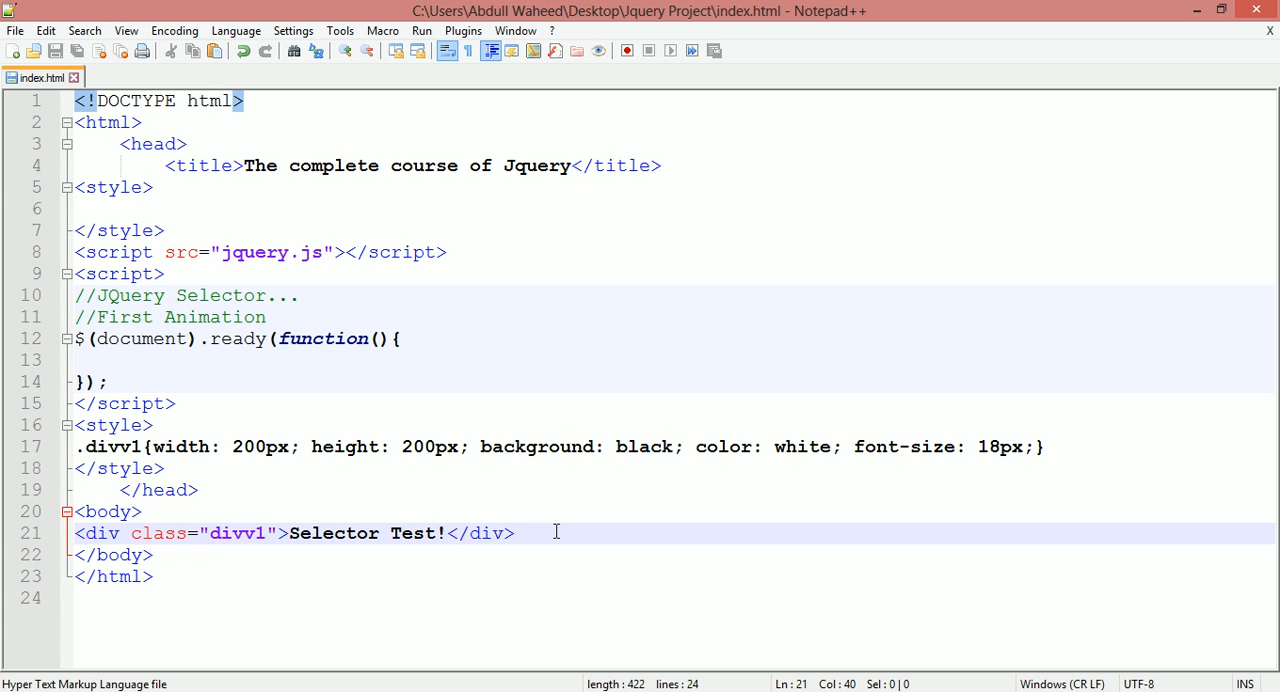 C:\Users\Abdull Waheed\Desktop\Jquery Project\index.html - Notepad++
File Edit Search View Encoding Language Settings Tools Macro Run Plugins Window ? X
index.html
1 <!DOCTYPE html>
2 <html>
3 <head>
4 <title>The complete course of Jquery</title>
5 <style>
6
7 </style>
8 <script src="jquery.js"></script>
9 <script>
10 //JQuery Selector...
11 //First Animation
12 $(document).ready(function(){
13
14 });
15 </script>
16 <style>
17 .divv1{width: 200px; height: 200px; background: black; color: white; font-size: 18px;}
18 </style>
19 </head>
20 <body>
21 <div class="divv1">Selector Test!</div>
22 </body>
23 </html>
24
Hyper Text Markup Language file length : 422 lines : 24 Ln : 21 Col : 40 Sel : 0 | 0 Windows (CR LF) UTF-8 INS